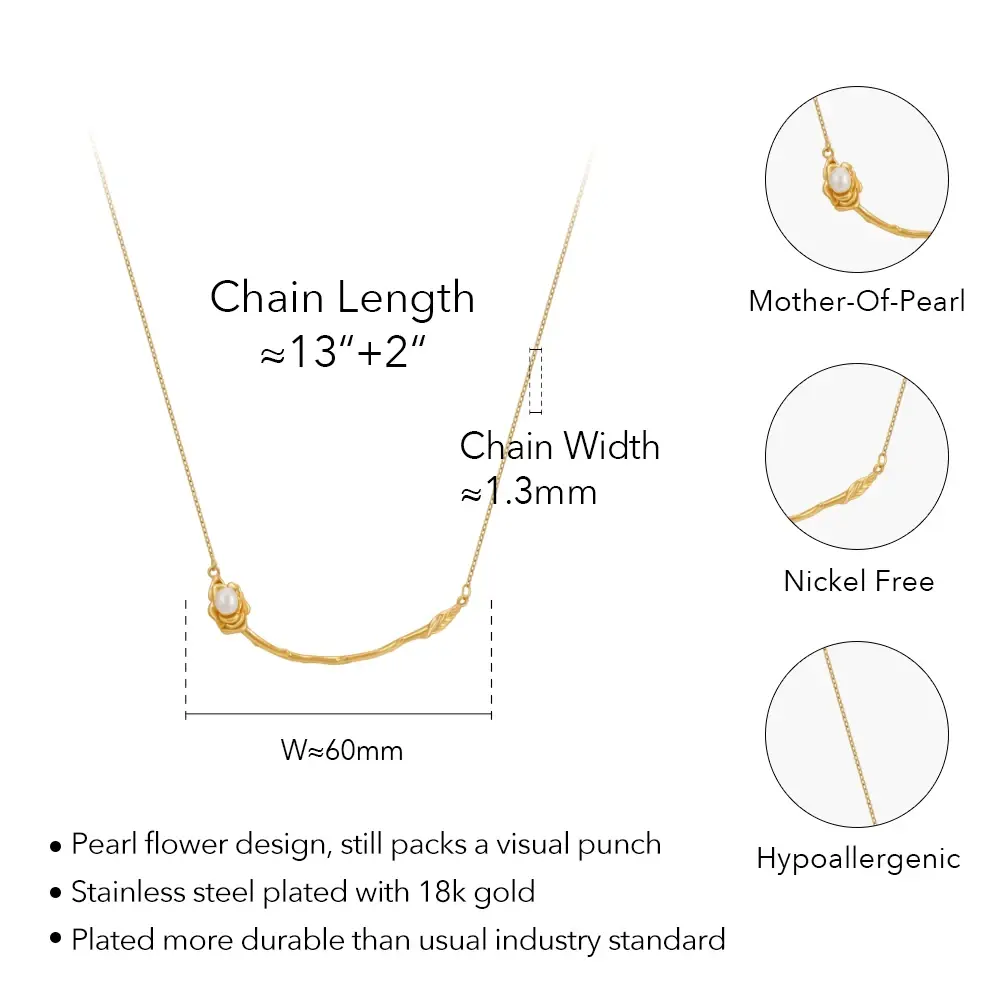 Chain Length
≈13“+2“
Chain Width
≈1.3mm
W≈60mm
Mother-Of-Pearl
Nickel Free
Hypoallergenic
• Pearl flower design, still packs a visual punch
• Stainless steel plated with 18k gold
• Plated more durable than usual industry standard